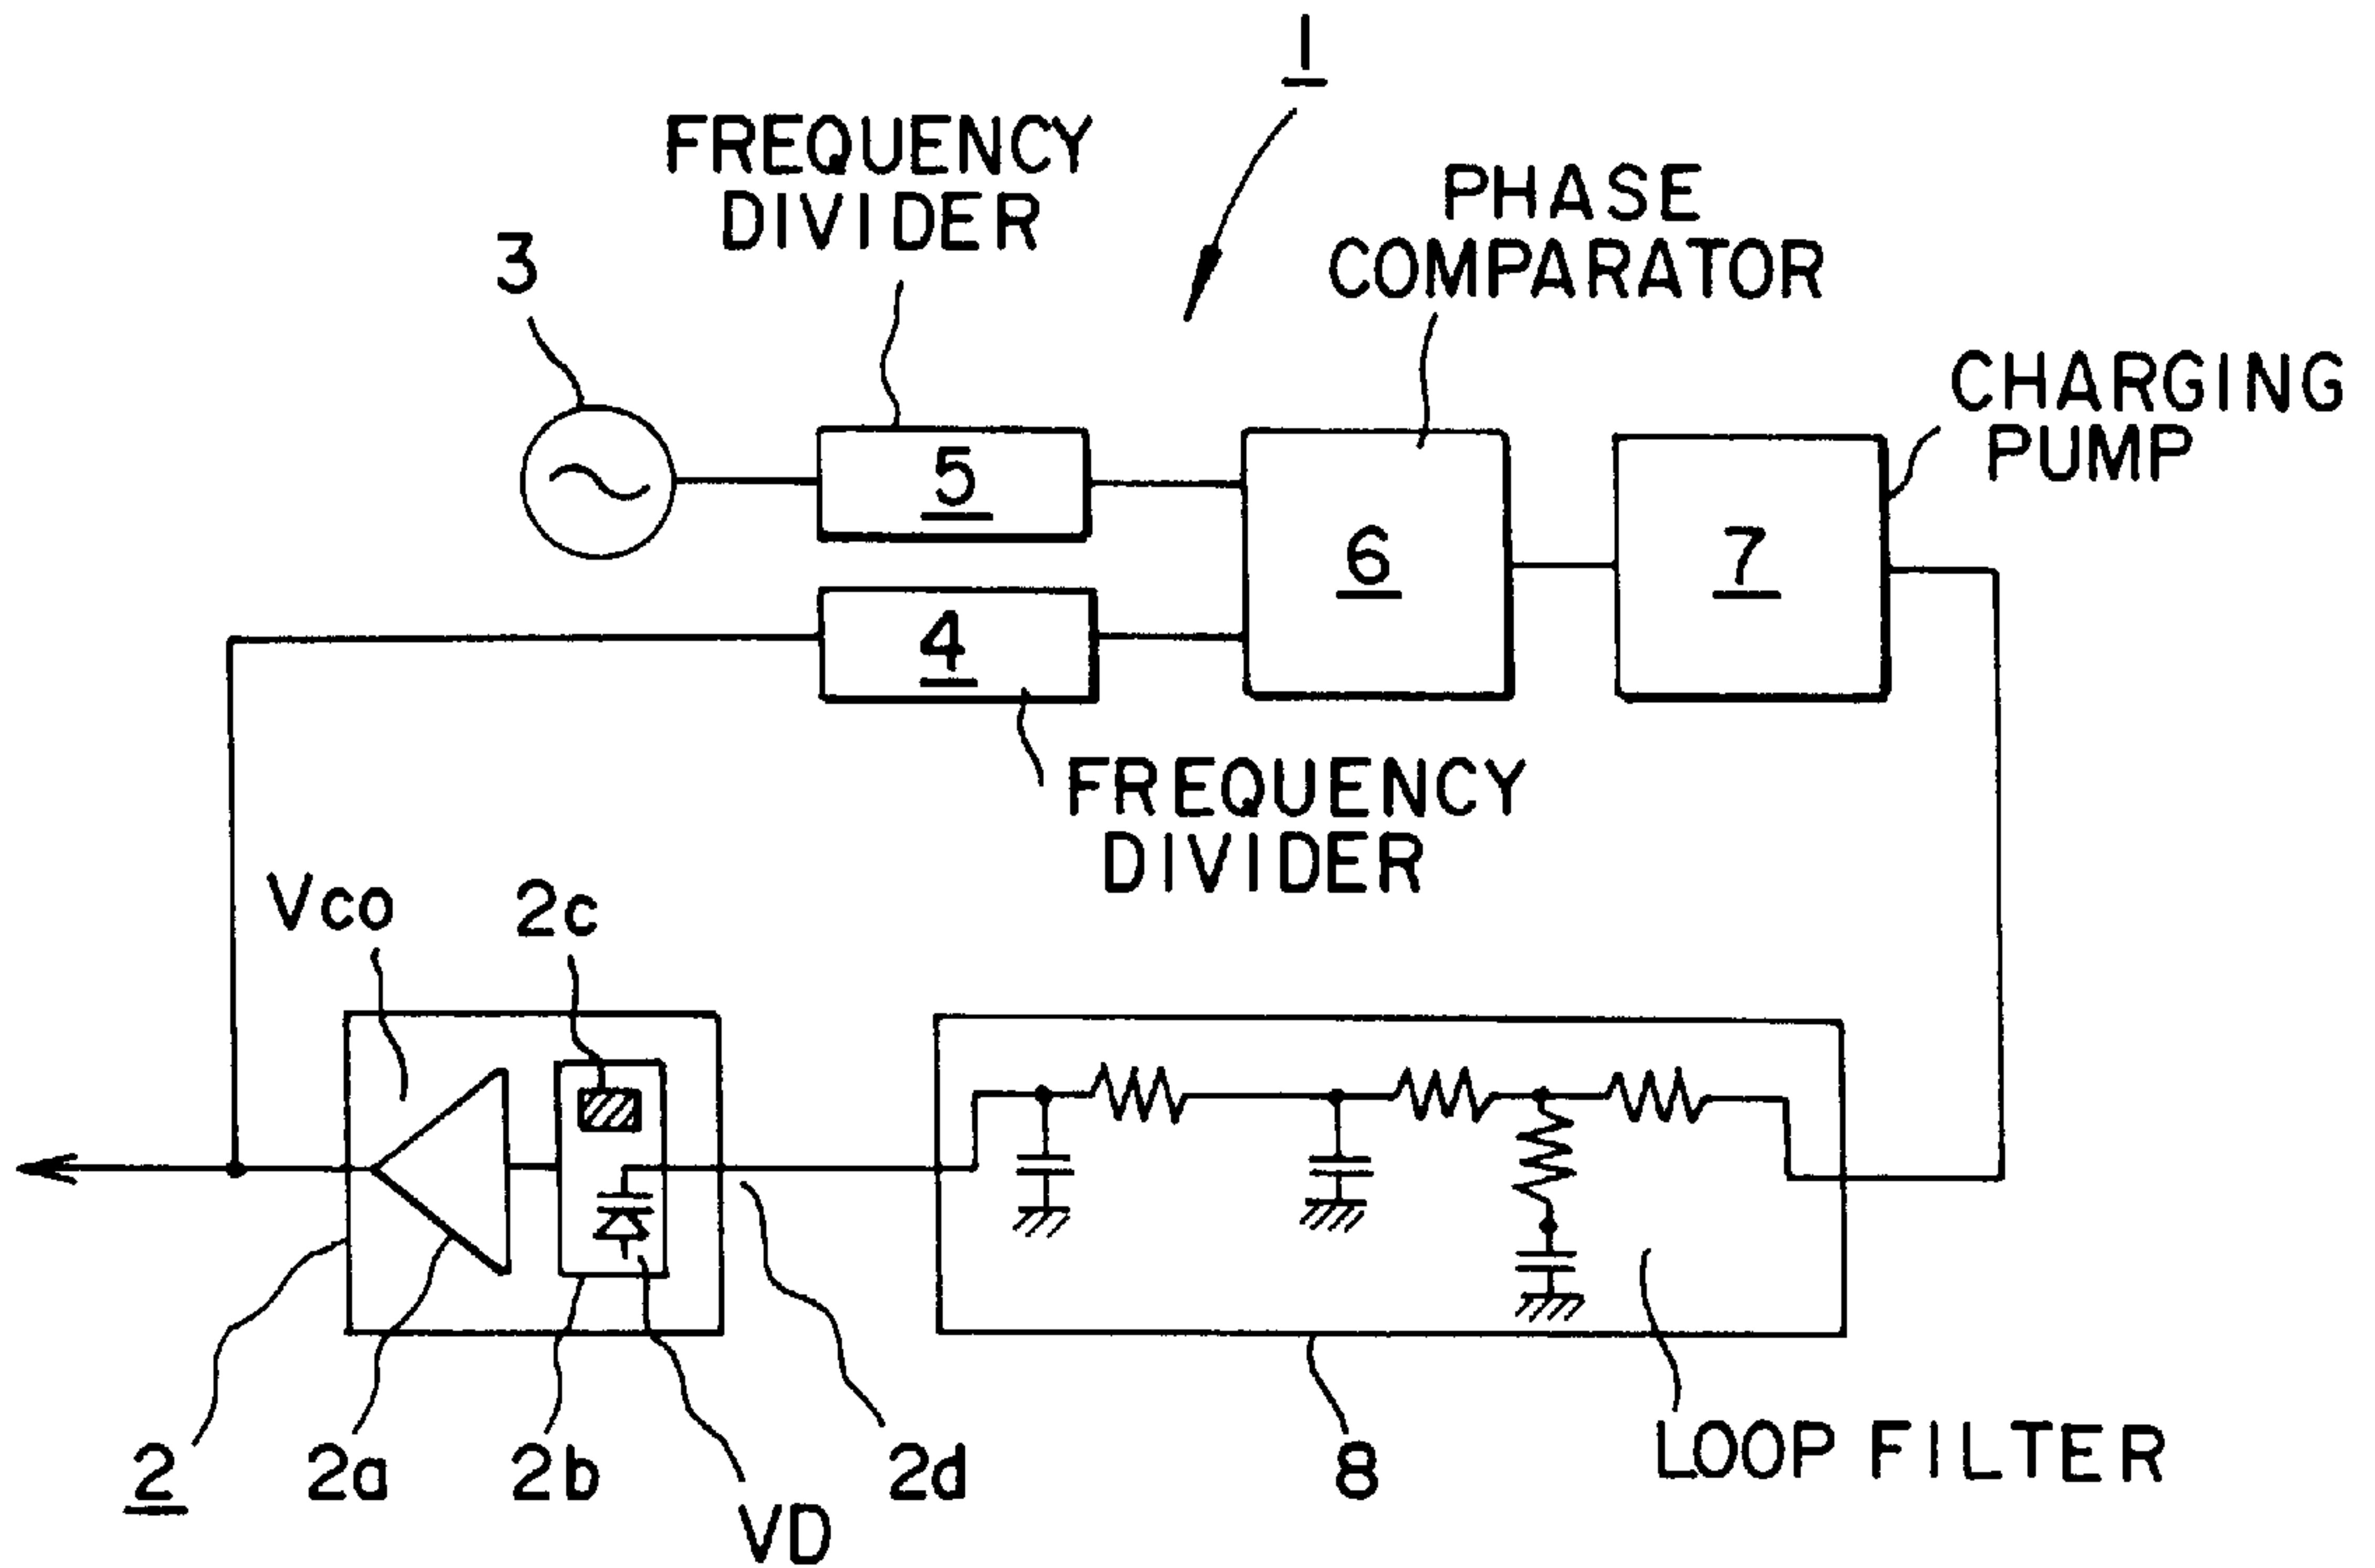 1
FREQUENCY
DIVIDER
PHASE
COMPARATOR
3
CHARGING
PUMP
5
6
7
4
FREQUENCY
DIVIDER
Vco
2c
2
2a
2b
VD
2d
8
LOOP FILTER